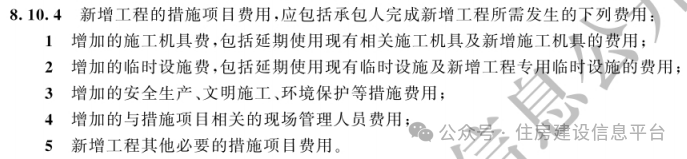 8.10.4 新增工程的措施项目费用,应包括承包人完成新增工程所需发生的下列费用:
1 增加的施工机具费,包括延期使用现有相关施工机具及新增施工机具的费用;
2 增加的临时设施费,包括延期使用现有临时设施及新增工程专用临时设施的费用;
3 增加的安全生产、文明施工、环境保护等措施费用;
4 增加的与措施项目相关的现场管理人员费用;
5 新增工程其他必要的措施项目费用。
公众号·住房建设信息平台
信息公